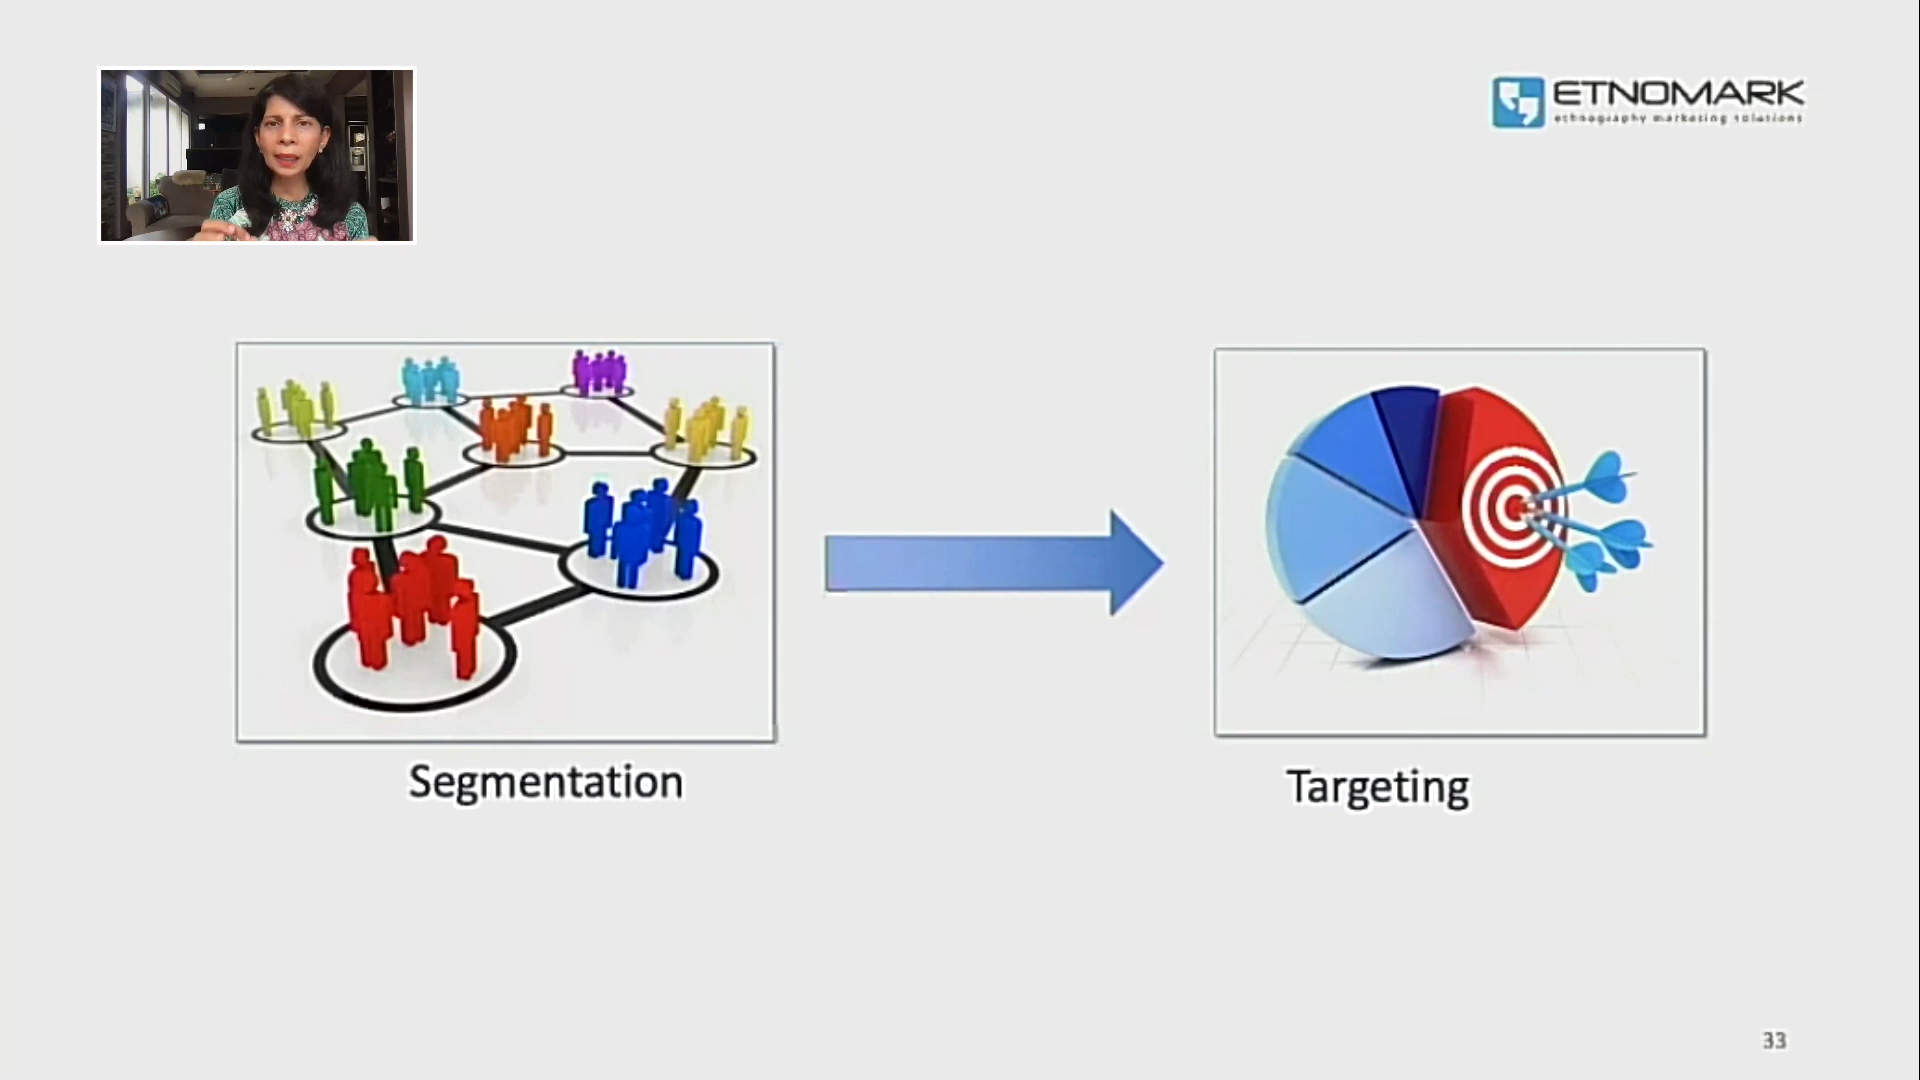 ETNOMARK
ethnography marketing solutions
Segmentation
Targeting
33